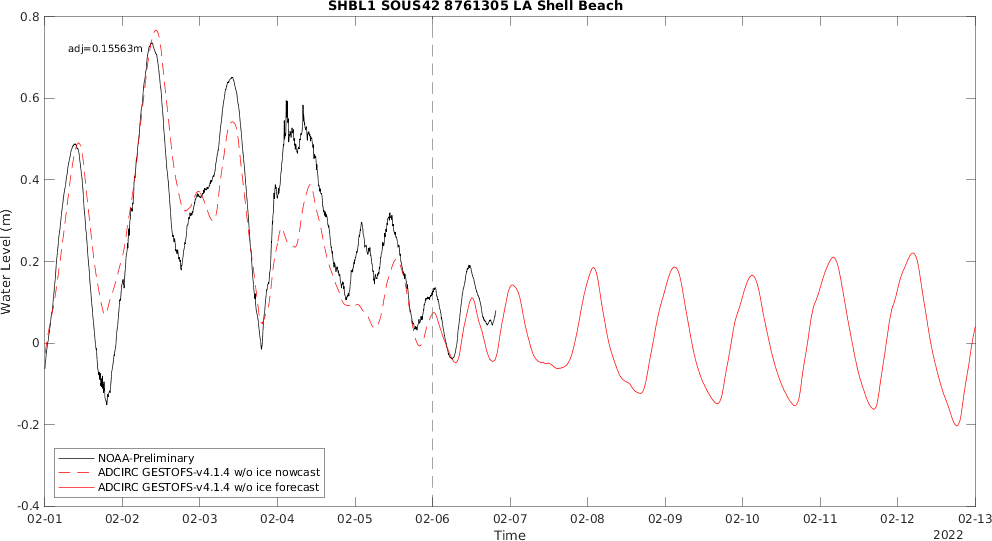 SHBL1 SOUS42 8761305 LA Shell Beach
adj=0.15563m
Water Level (m)
0.8
0.6
0.4
0.2
0
-0.2
-0.4
NOAA-Preliminary
ADCIRC GESTOFS-v4.1.4 w/o ice nowcast
ADCIRC GESTOFS-v4.1.4 w/o ice forecast
02-01 02-02 02-03 02-04 02-05 02-06 02-07 02-08 02-09 02-10 02-11 02-12 02-13
Time
2022